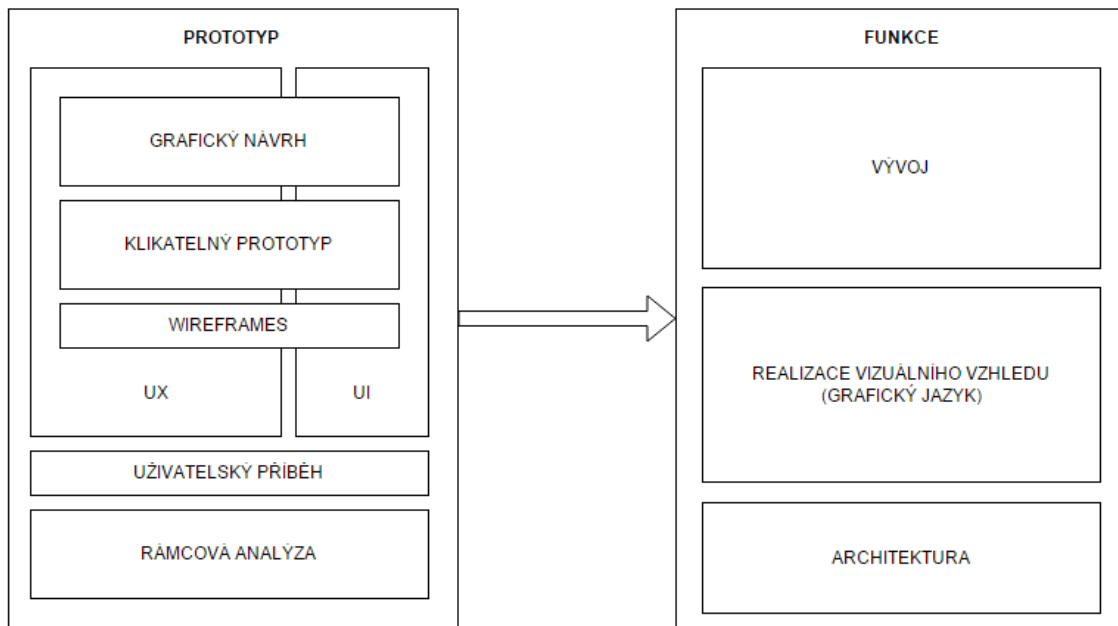 PROTOTYP
GRAFICKÝ NÁVRH
KLIKATELNÝ PROTOTYP
WIREFRAMES
UX
UI
UŽIVATELSKÝ PŘÍBĚH
RÁMCOVÁ ANALÝZA
FUNKCE
VÝVOJ
REALIZACE VIZUÁLNÍHO VZHLEDU
(GRAFICKÝ JAZYK)
ARCHITEKTURA